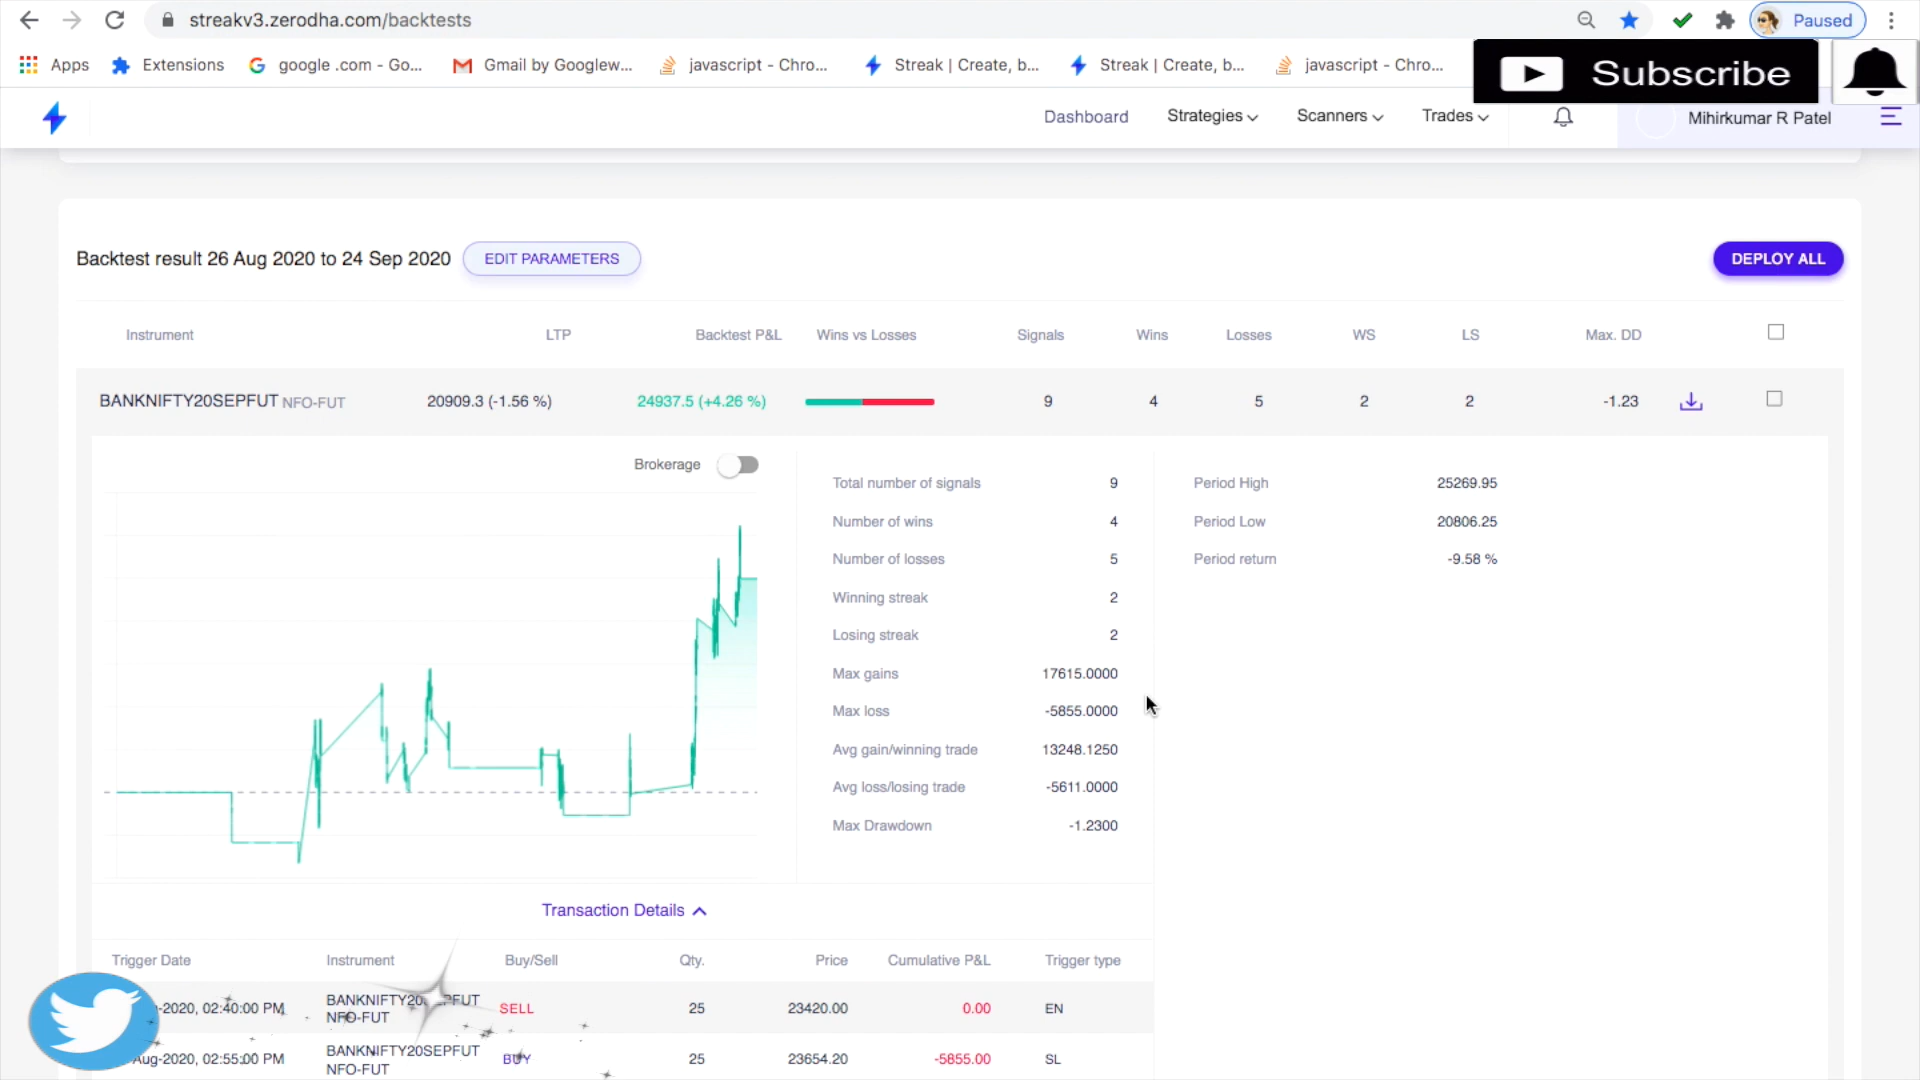 streakv3.zerodha.com/backtests
Paused
Apps
Extensions
google .com - Go...
Gmail by Googlew...
javascript - Chro...
Streak | Create, b...
Streak | Create, b...
javascript - Chro...
Subscribe
Dashboard
Strategies
Scanners
Trades
Mihirkumar R Patel
Backtest result 26 Aug 2020 to 24 Sep 2020
EDIT PARAMETERS
DEPLOY ALL
Instrument LTP Backtest P&L Wins vs Losses Signals Wins Losses WS LS Max. DD
BANKNIFTY20SEPFUT NFO-FUT 20909.3 (-1.56 %) 24937.5 (+4.26 %) 9 4 5 2 2 -1.23
Brokerage
Total number of signals 9
Number of wins 4
Number of losses 5
Winning streak 2
Losing streak 2
Max gains 17615.0000
Max loss -5855.0000
Avg gain/winning trade 13248.1250
Avg loss/losing trade -5611.0000
Max Drawdown -1.2300
Period High 25269.95
Period Low 20806.25
Period return -9.58 %
Transaction Details
Trigger Date Instrument Buy/Sell Qty. Price Cumulative P&L Trigger type
-2020, 02:40:00 PM SELL 25 23420.00 0.00 EN
NFO-FUT
Aug-2020, 02:55:00 PM BANKNIFTY20SEPFUT BUY 25 23654.20 -5855.00 SL
NFO-FUT